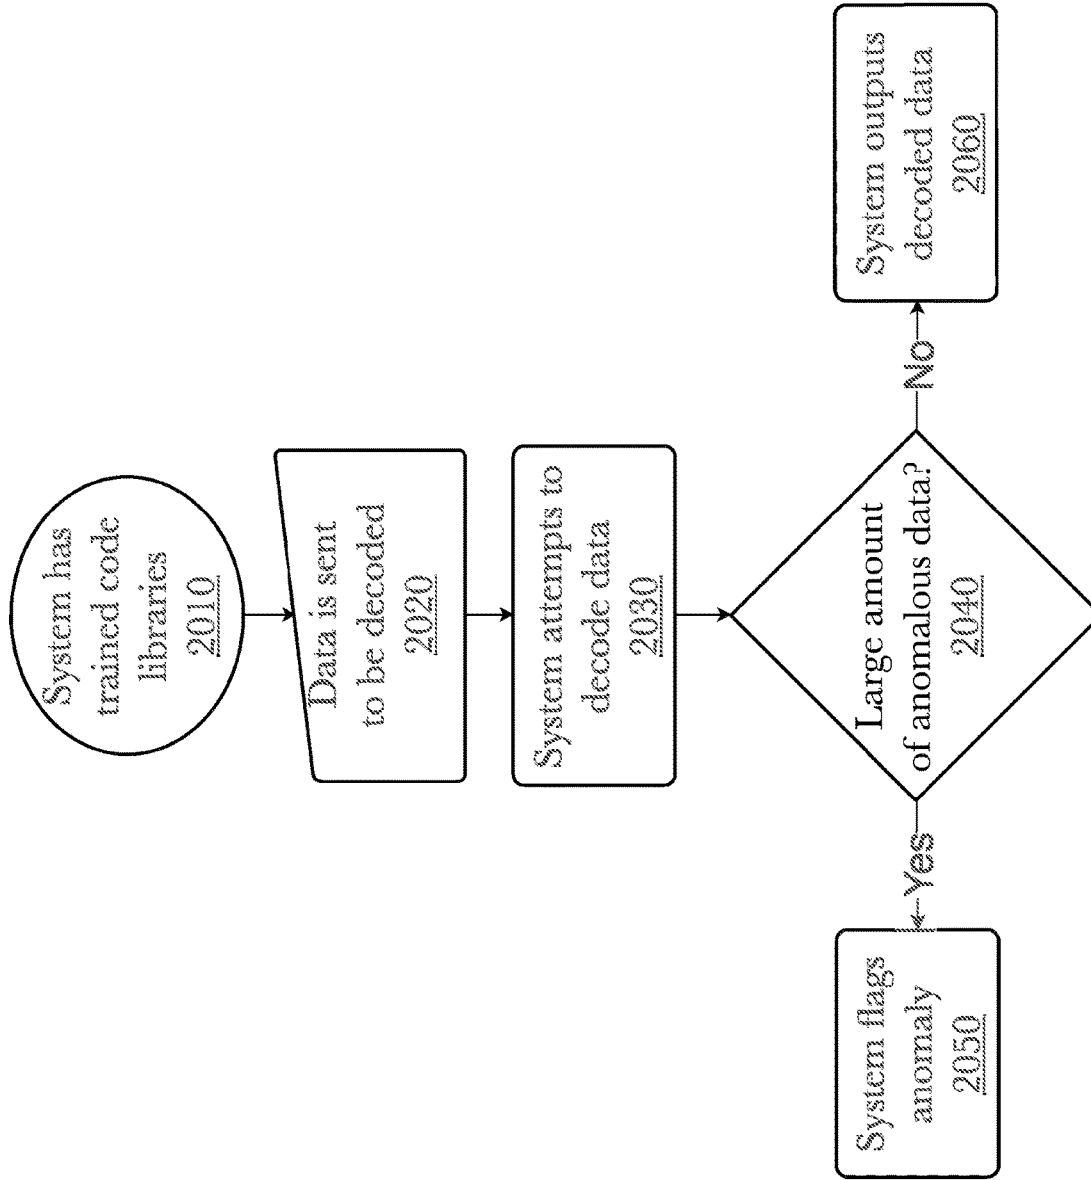 System has
trained code
libraries
2010
Data is sent
to be decoded
2020
System attempts to
decode data
2030
Large amount
of anomalous data?
2040
Yes
No
System flags
anomaly
2050
System outputs
decoded data
2060